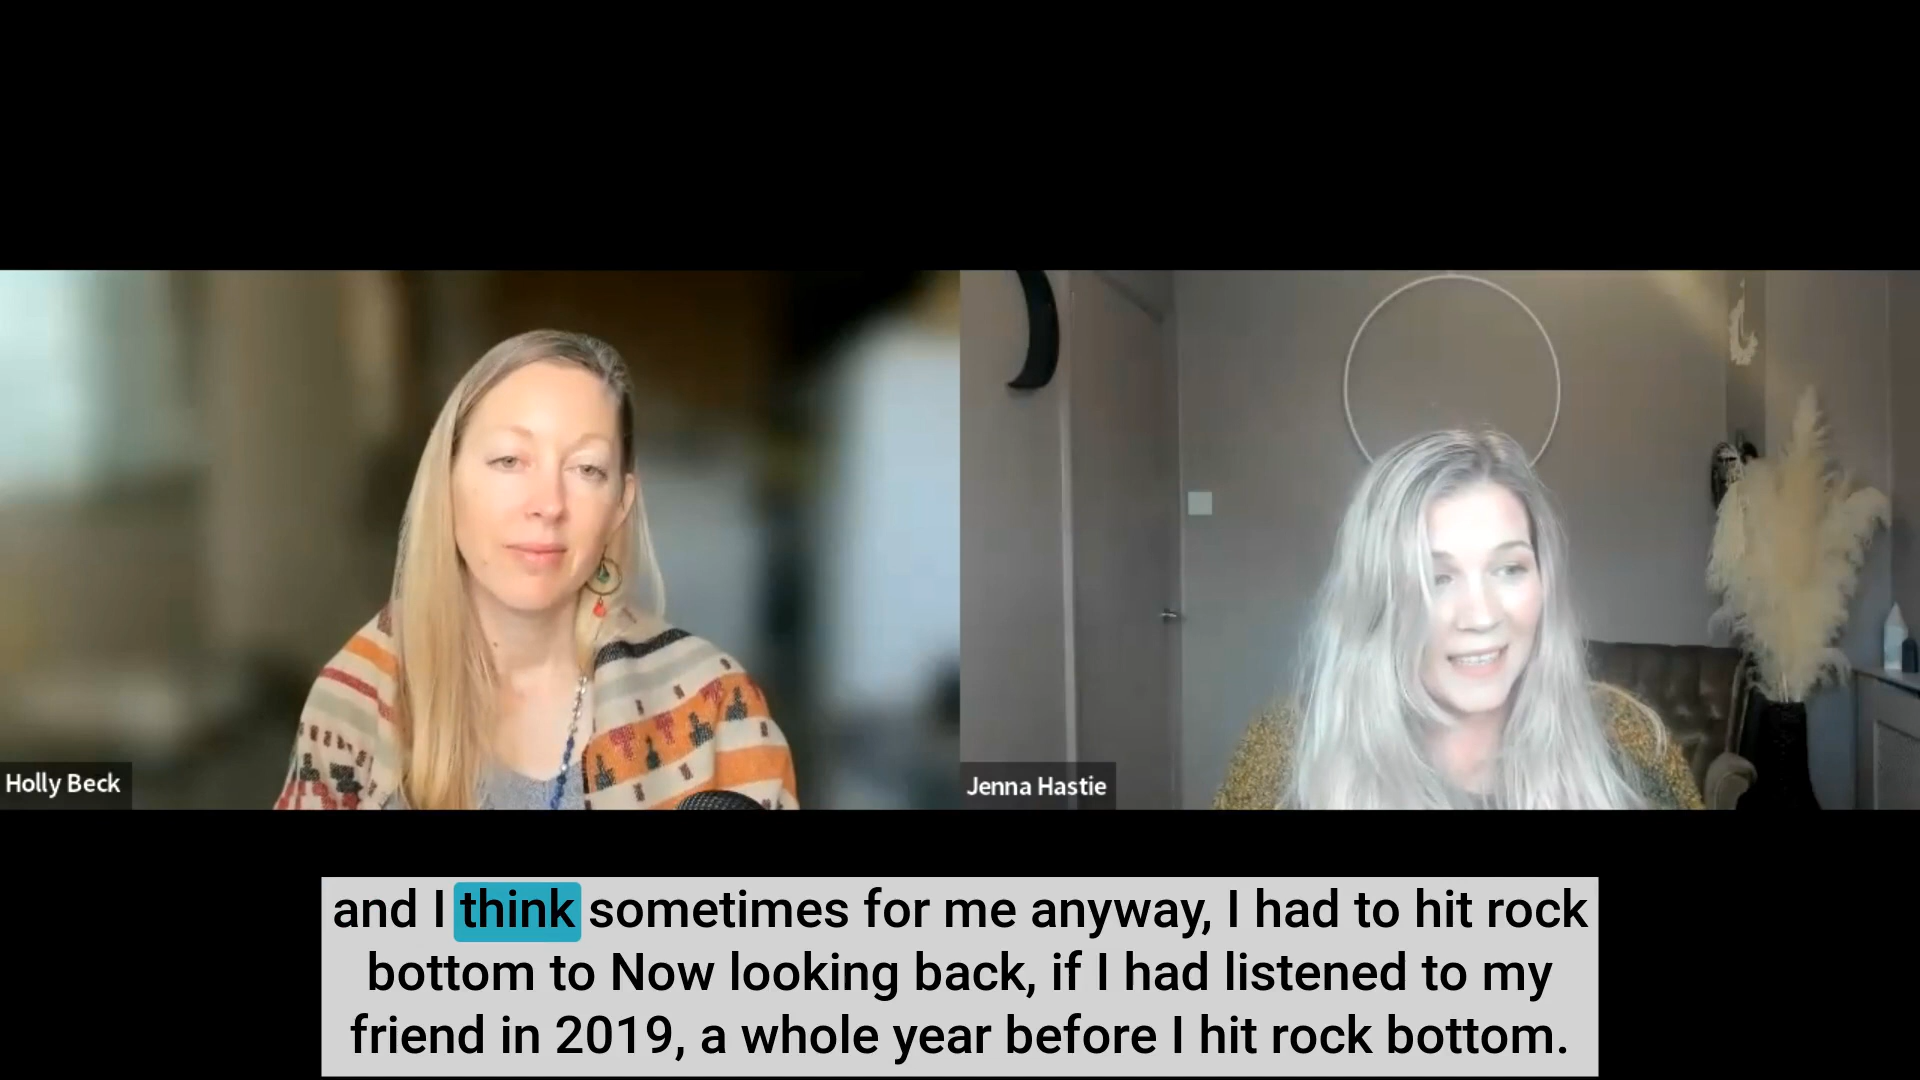 Holly Beck
Jenna Hastie
and I think sometimes for me anyway, I had to hit rock
bottom to Now looking back, if I had listened to my
friend in 2019, a whole year before I hit rock bottom.